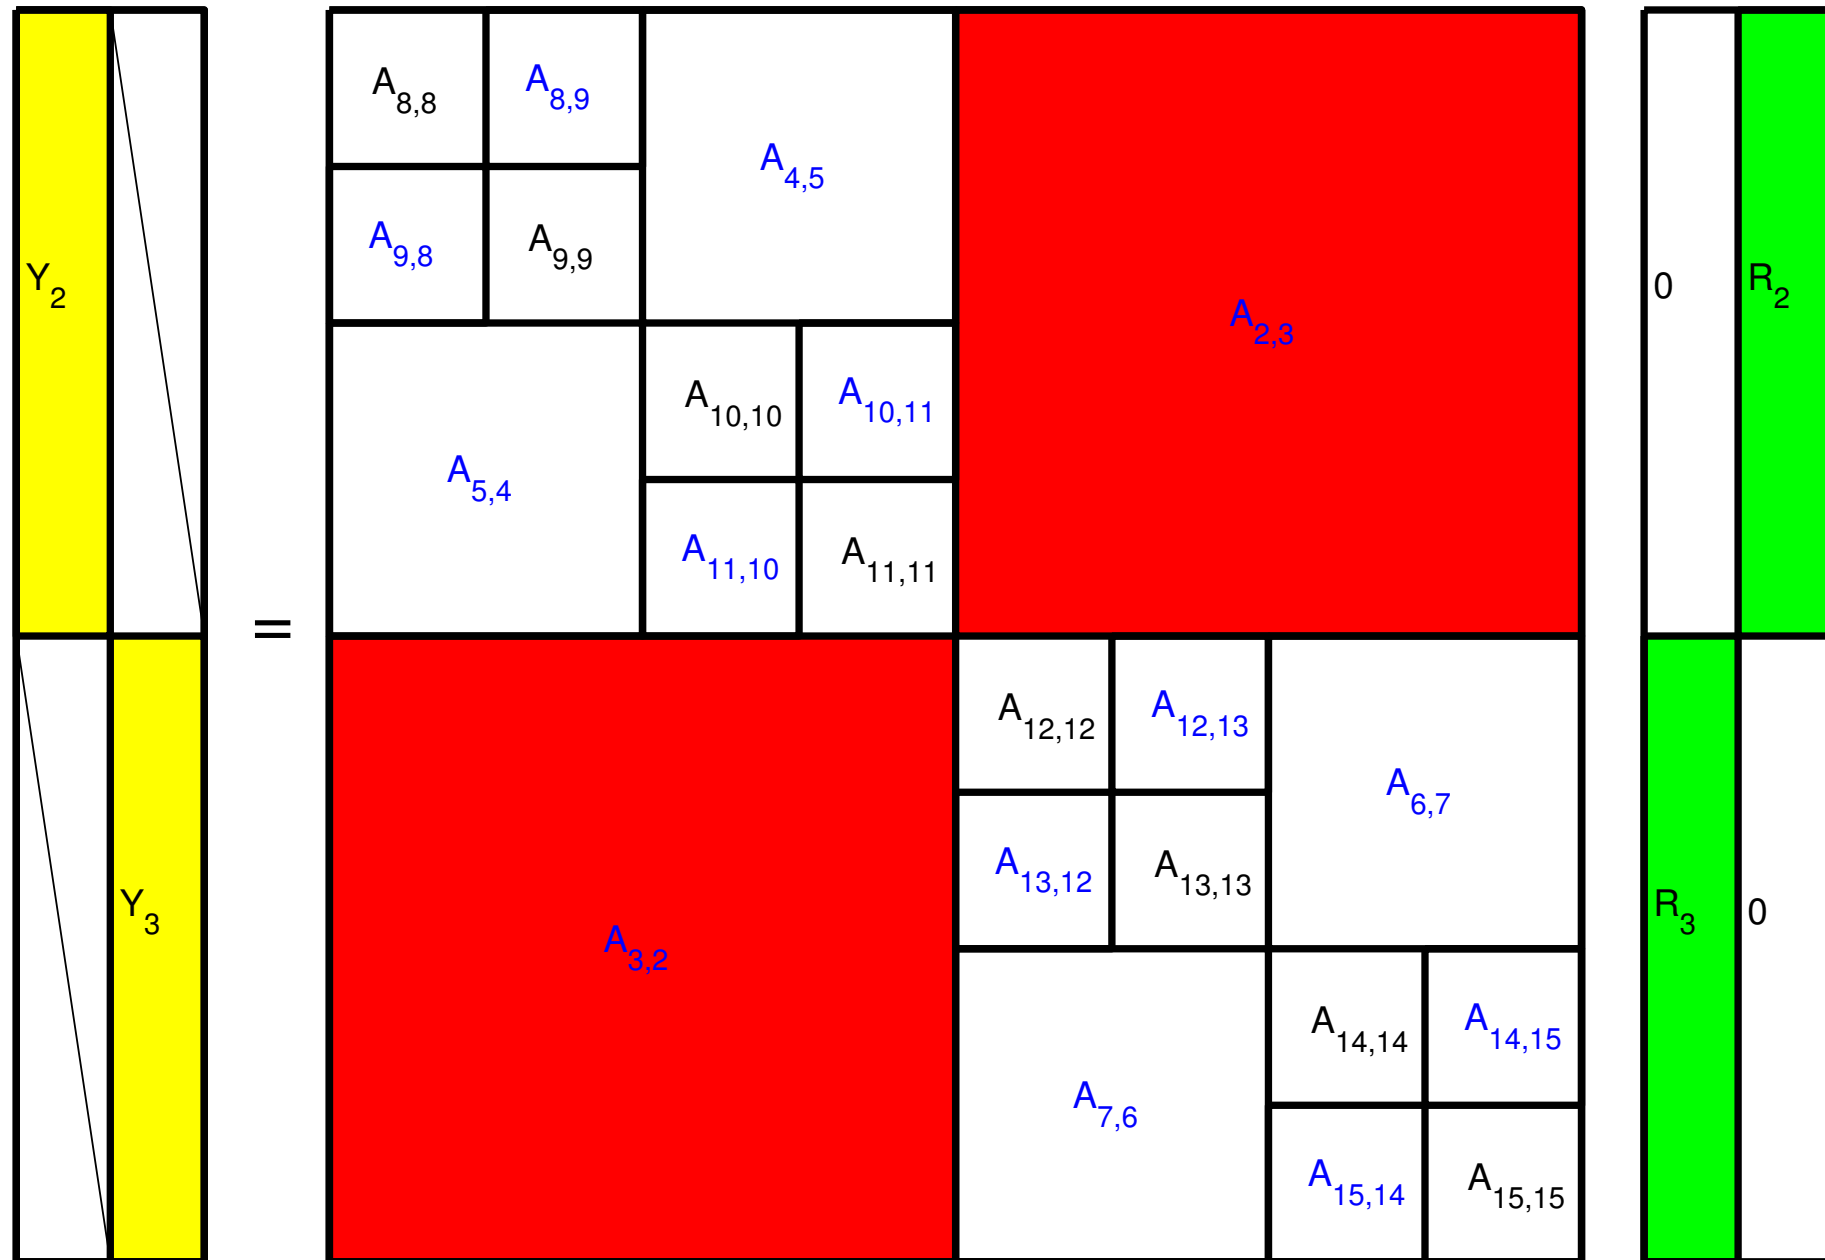 A8,8 A8,9
A4,5
A9,8 A9,9
Y2 A2,3 0 R2
A10,10 A10,11
A5,4
A11,10 A11,11
=
A12,12 A12,13
A6,7
A13,12 A13,13
Y3 A3,2 R3 0
A14,14 A14,15
A7,6
A15,14 A15,15